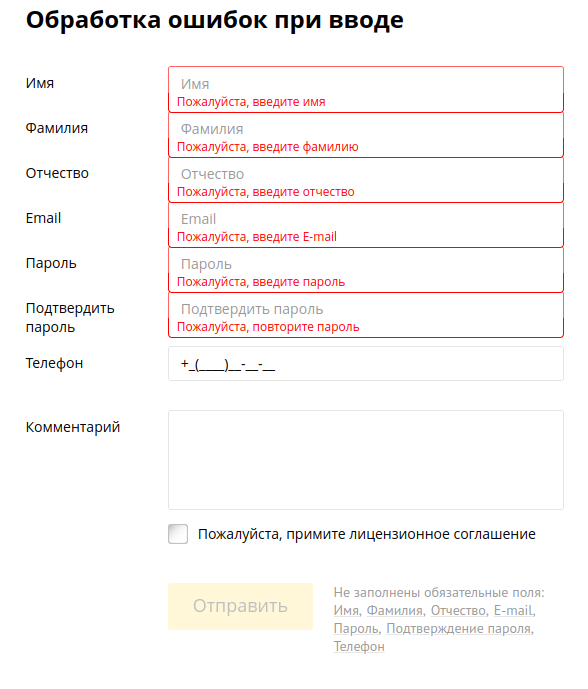 Обработка ошибок при вводе
Имя
Имя
Пожалуйста, введите имя
Фамилия
Фамилия
Пожалуйста, введите фамилию
Отчество
Отчество
Пожалуйста, введите отчество
Email
Email
Пожалуйста, введите E-mail
Пароль
Пароль
Пожалуйста, введите пароль
Подтвердить
пароль
Подтвердить пароль
Пожалуйста, повторите пароль
Телефон
+_(____)__-__-__
Комментарий
Пожалуйста, примите лицензионное соглашение
Отправить
Не заполнены обязательные поля:
Имя, Фамилия, Отчество, E-mail,
Пароль, Подтверждение пароля,
Телефон